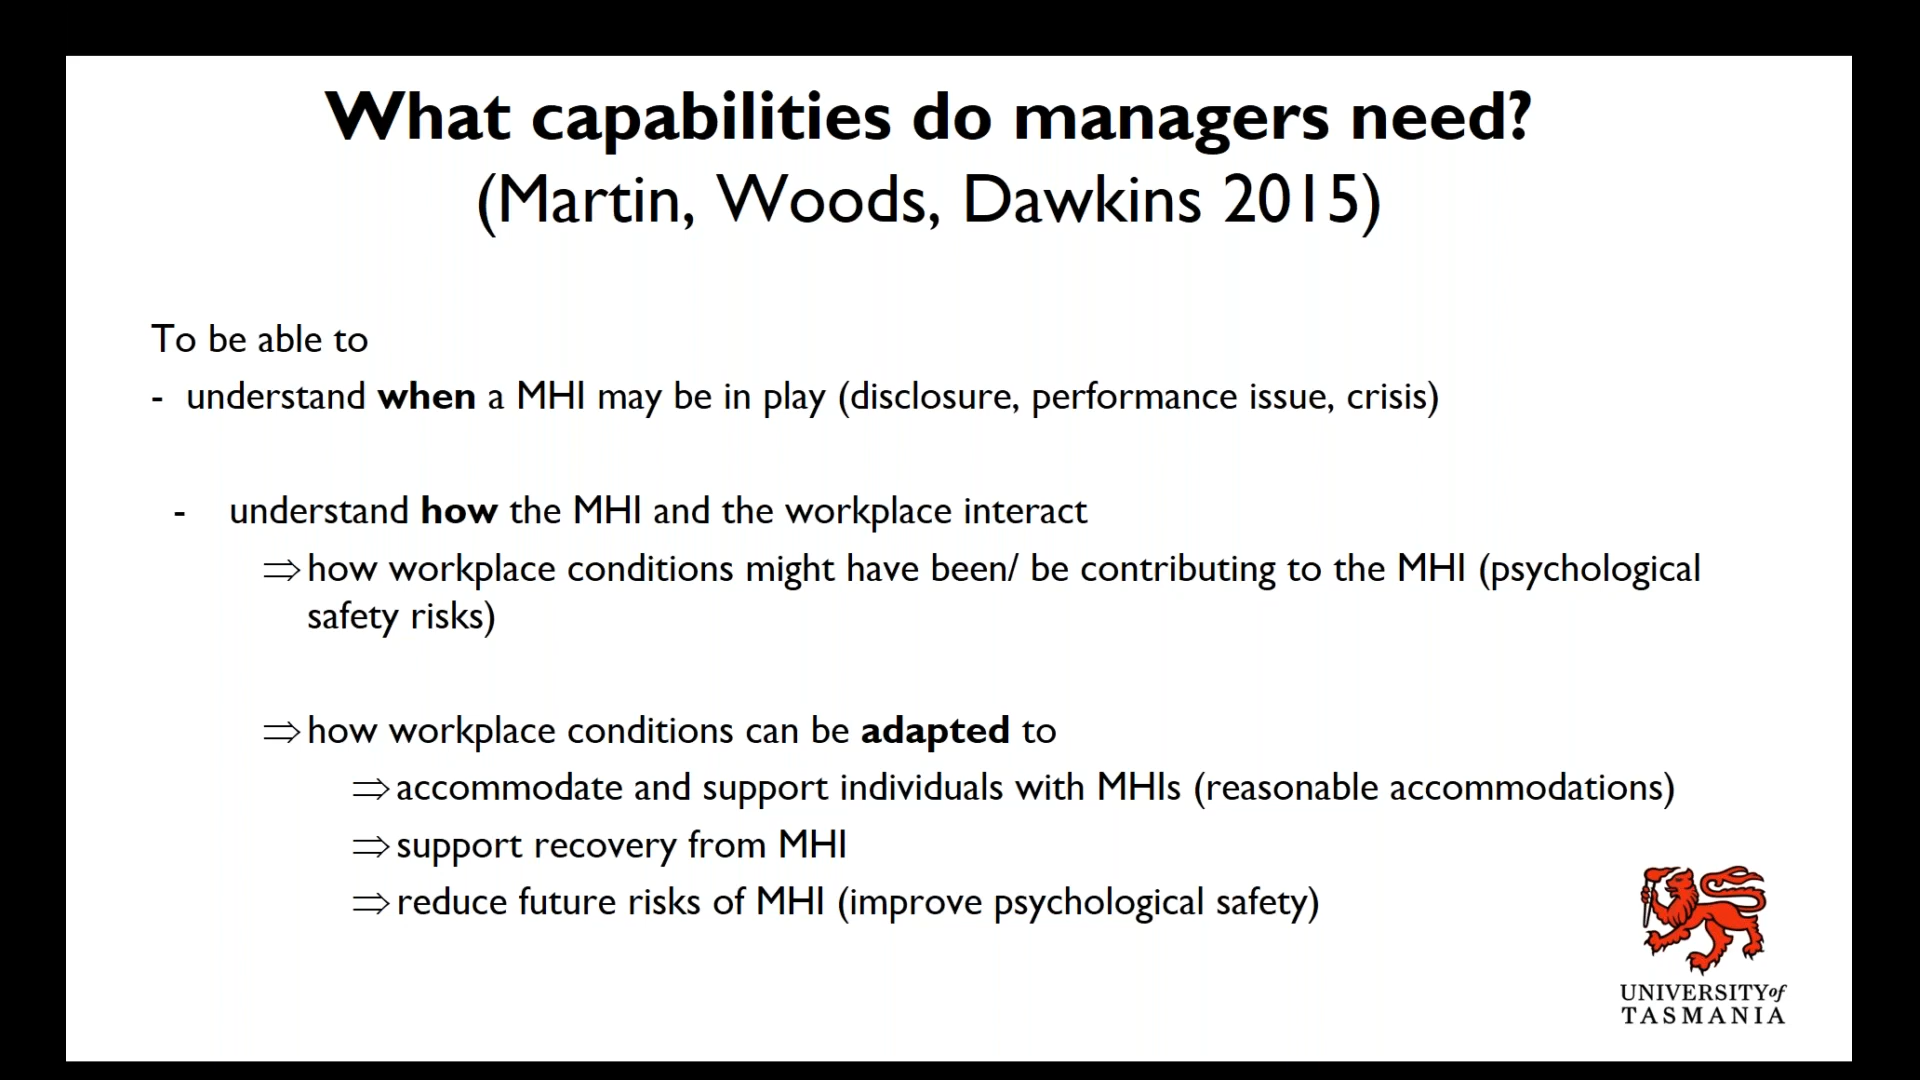 What capabilities do managers need?
(Martin, Woods, Dawkins 2015)
To be able to
- understand when a MHI may be in play (disclosure, performance issue, crisis)
- understand how the MHI and the workplace interact
⇒ how workplace conditions might have been/ be contributing to the MHI (psychological
safety risks)
⇒ how workplace conditions can be adapted to
⇒ accommodate and support individuals with MHIs (reasonable accommodations)
⇒ support recovery from MHI
⇒ reduce future risks of MHI (improve psychological safety)
UNIVERSITY of
TASMANIA